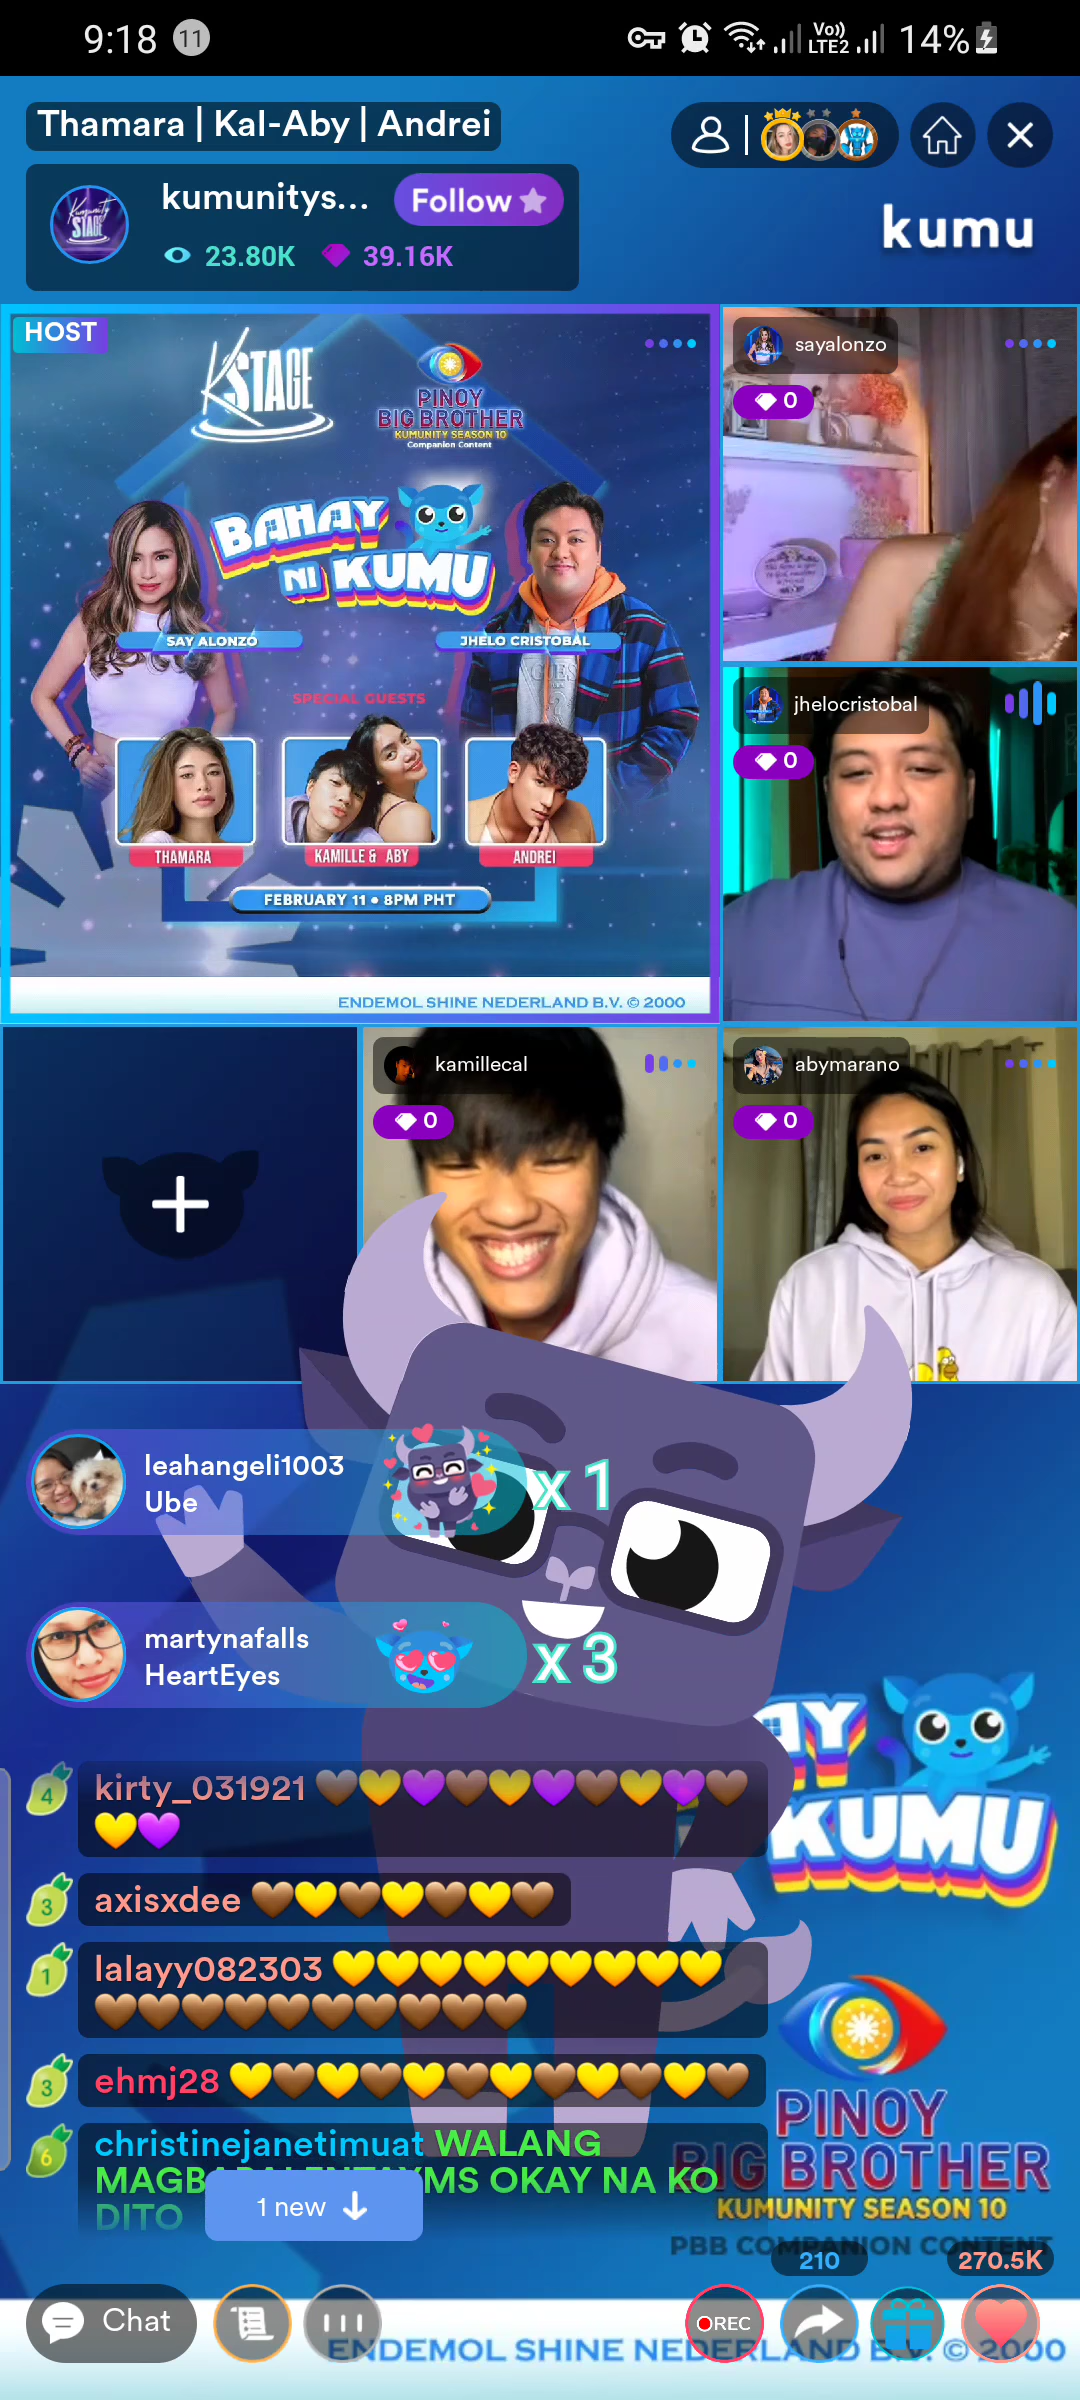 9:18 11
Vo)) LTE2 14%
Thamara | Kal-Aby | Andrei
kumunitys... Follow
23.80K 39.16K
kumu
HOST
KSTAGE
PINOY
BIG BROTHER
KUMUNITY SEASON 10
Companion Content
BAHAY
NI KUMU
SAY ALONZO
JHELO CRISTOBAL
SPECIAL GUESTS
THAMARA
KAMILLE & ABY
ANDREI
FEBRUARY 11 • 8PM PHT
ENDEMOL SHINE NEDERLAND B.V. © 2000
sayalonzo
0
jhelocristobal
0
kamillecal
0
abymarano
0
leahangeli1003
Ube
x 1
martynafalls
HeartEyes
x 3
4 kirty_031921 🤎💛💜🤎💛💜🤎💛💜🤎
💛💜
3 axisxdee 🤎💛🤎💛🤎💛🤎
1 lalayy082303 💛💛💛💛💛💛💛💛💛
🤎🤎🤎🤎🤎🤎🤎🤎🤎🤎
3 ehmj28 💛🤎💛🤎💛🤎💛🤎💛🤎💛🤎
6 christinejanetimuat WALANG
OKAY NA KO
DITO
1 new
KUMU
PINOY
BIG BROTHER
KUMUNITY SEASON 10
PBB COMPANION CONTENT
210
270.5K
Chat
REC
ENDEMOL SHINE NEDERLAND B.V. © 2000